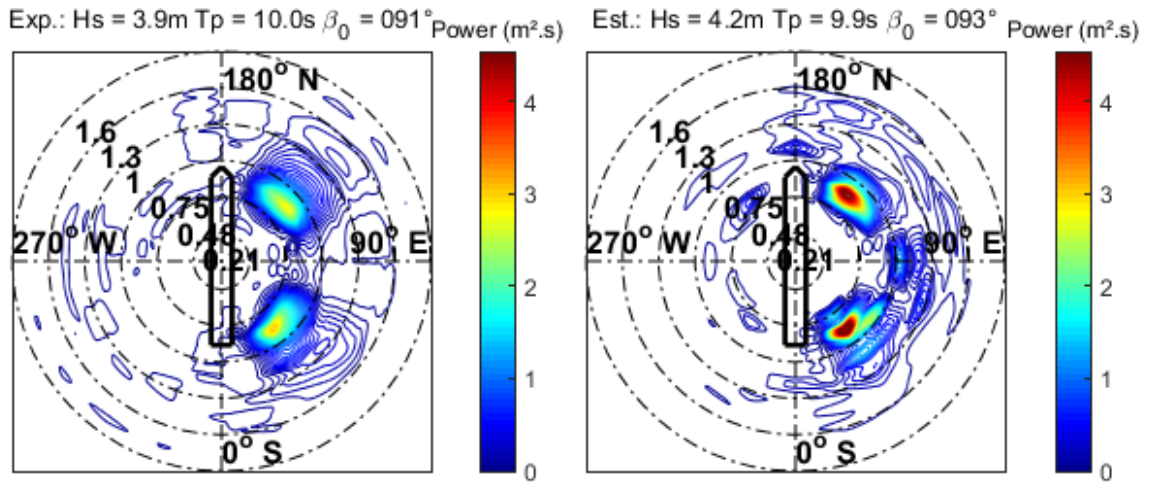 Exp.: Hs = 3.9m Tp = 10.0s β0 = 091° Power (m².s)
180° N
1.6
1.3
1
0.75
0.48
0.21
270° W
90° E
0° S
4
3
2
1
0
Est.: Hs = 4.2m Tp = 9.9s β0 = 093° Power (m².s)
180° N
1.6
1.3
1
0.75
0.48
0.21
270° W
90° E
0° S
4
3
2
1
0